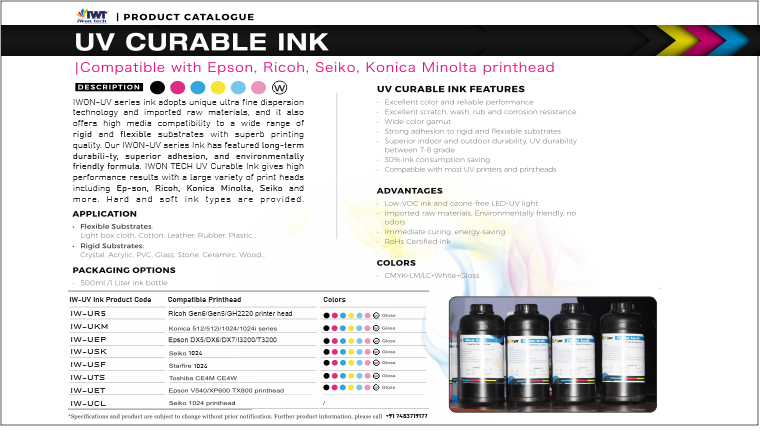 IWT
IWon tech
| PRODUCT CATALOGUE
UV CURABLE INK
|Compatible with Epson, Ricoh, Seiko, Konica Minolta printhead
DESCRIPTION W
IWON-UV series ink adopts unique ultra fine dispersion
technology and imported raw materials, and it also
offers high media compatibility to a wide range of
rigid and flexible substrates with superb printing
quality. Our IWON-UV series Ink has featured long-term
durabili-ty, superior adhesion, and environmentally
friendly formula. IWON TECH UV Curable Ink gives high
performance results with a large variety of print heads
including Ep-son, Ricoh, Konica Minolta, Seiko and
more. Hard and soft ink types are provided.
APPLICATION
· Flexible Substrates:
Light box cloth, Cotton, Leather, Rubber, Plastic...
· Rigid Substrates:
Crystal, Acrylic, PVC, Glass, Stone, Ceramirc, Wood...
PACKAGING OPTIONS
· 500ml /1 Liter ink bottle
UV CURABLE INK FEATURES
· Excellent color and reliable performance
· Excellent scratch, wash, rub and corrosion resistance
· Wide color gamut
· Strong adhesion to rigid and flexiable substrates
· Superior indoor and outdoor durability, UV durability
between 7-8 grade
· 30% ink consumption saving
· Compatible with most UV printers and printheads
ADVANTAGES
· Low-VOC ink and ozone-free LED-UV light
· Imported raw materials, Environmentally friendly, no
odors
· Immediate curing, energy-saving
· RoHs Certified ink
COLORS
· CMYK+LM/LC+White+Gloss
IW-UV Ink Product Code Compatible Printhead Colors
IW-URS Ricoh Gen6/Gen5/GH2220 printer head W Gloss
IW-UKM Konica 512/512i/1024/1024i series W Gloss
IW-UEP Epson DX5/DX6/DX7/I3200/T3200 W Gloss
IW-USK Seiko 1024 W Gloss
IW-USF Starfire 1024 W Gloss
IW-UTS Toshiba CE4M CE4W W Gloss
IW-UET Epson V540/XP600 TX800 printhead W Gloss
IW-UCL Seiko 1024 printhead /
*Specifications and product are subject to change without prior notification. Further product information, please call +91 7483719177